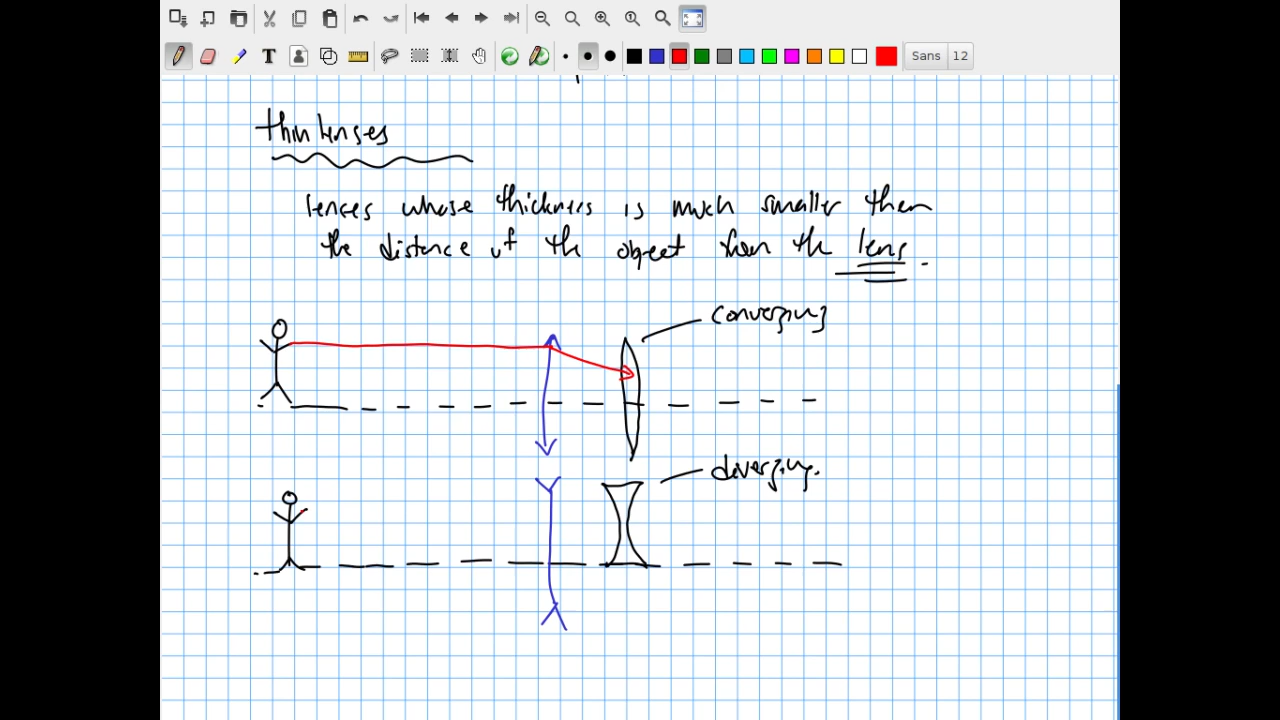 thin lenses
lenses whose thickness is much smaller then
the distance of the object from the lens.
converging
diverging.
Sans 12